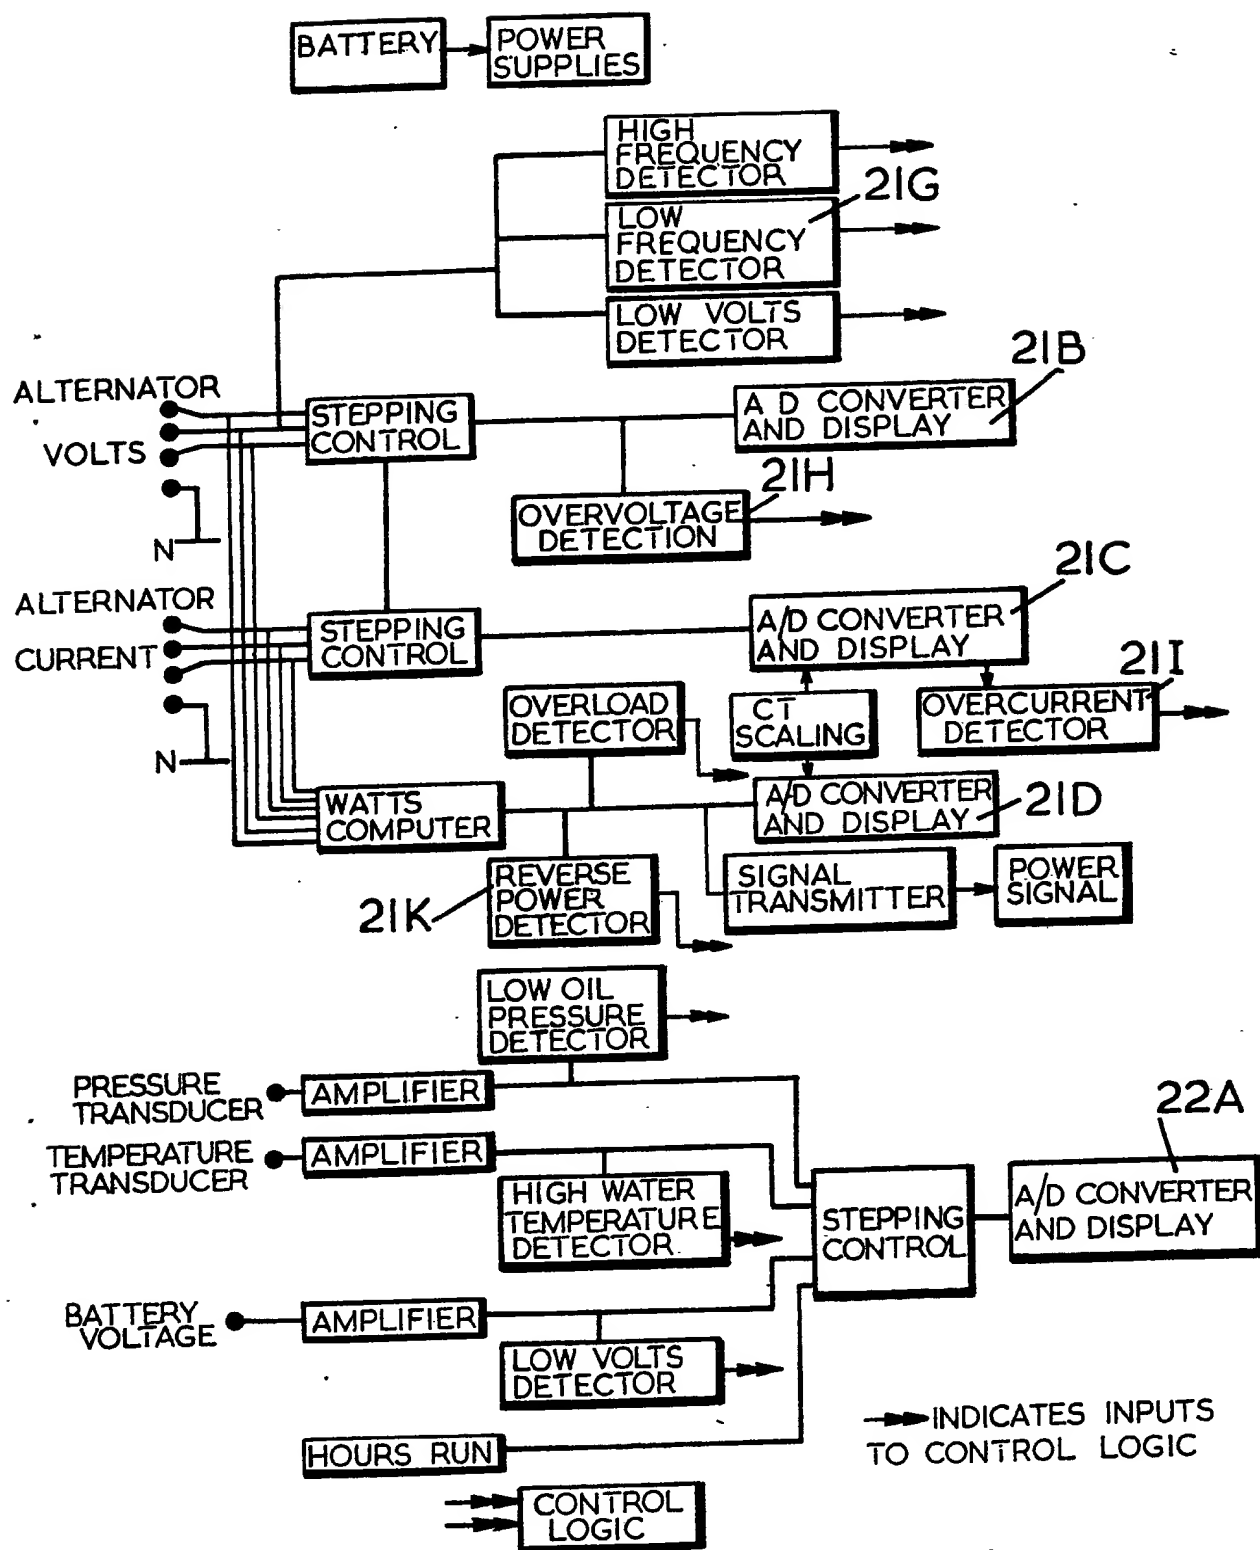 BATTERY
POWER
SUPPLIES
HIGH
FREQUENCY
DETECTOR
21G
LOW
FREQUENCY
DETECTOR
LOW VOLTS
DETECTOR
21B
ALTERNATOR
VOLTS
N
STEPPING
CONTROL
A D CONVERTER
AND DISPLAY
21H
OVERVOLTAGE
DETECTION
21C
ALTERNATOR
CURRENT
N
STEPPING
CONTROL
A/D CONVERTER
AND DISPLAY
21I
OVERLOAD
DETECTOR
CT
SCALING
OVERCURRENT
DETECTOR
WATTS
COMPUTER
A/D CONVERTER
AND DISPLAY
21D
21K
REVERSE
POWER
DETECTOR
SIGNAL
TRANSMITTER
POWER
SIGNAL
LOW OIL
PRESSURE
DETECTOR
PRESSURE
TRANSDUCER
AMPLIFIER
22A
TEMPERATURE
TRANSDUCER
AMPLIFIER
HIGH WATER
TEMPERATURE
DETECTOR
STEPPING
CONTROL
A/D CONVERTER
AND DISPLAY
BATTERY
VOLTAGE
AMPLIFIER
LOW VOLTS
DETECTOR
INDICATES INPUTS
TO CONTROL LOGIC
HOURS RUN
CONTROL
LOGIC